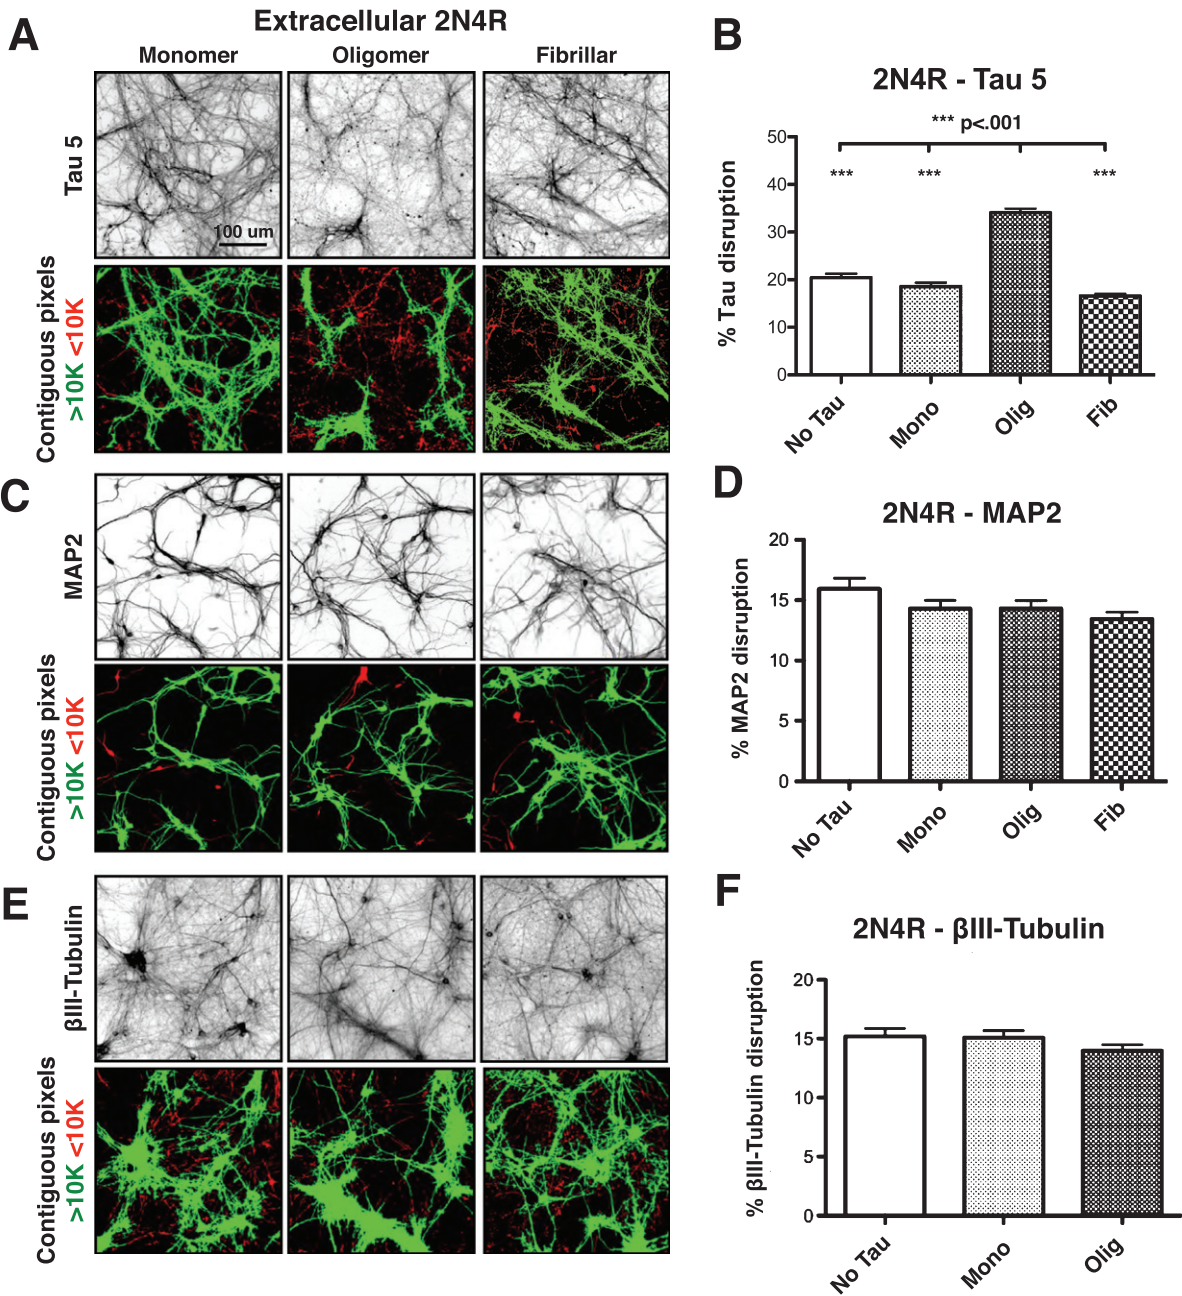 A
Extracellular 2N4R
Monomer Oligomer Fibrillar
Tau 5
100 um
Contiguous pixels
>10K <10K
B
2N4R - Tau 5
*** p<.001
*** *** ***
% Tau disruption
50
40
30
20
10
0
No Tau Mono Olig Fib
C
MAP2
Contiguous pixels
>10K <10K
D
2N4R - MAP2
% MAP2 disruption
20
15
10
5
0
No Tau Mono Olig Fib
E
βIII-Tubulin
Contiguous pixels
>10K <10K
F
2N4R - βIII-Tubulin
% βIII-Tubulin disruption
20
15
10
5
0
No Tau Mono Olig